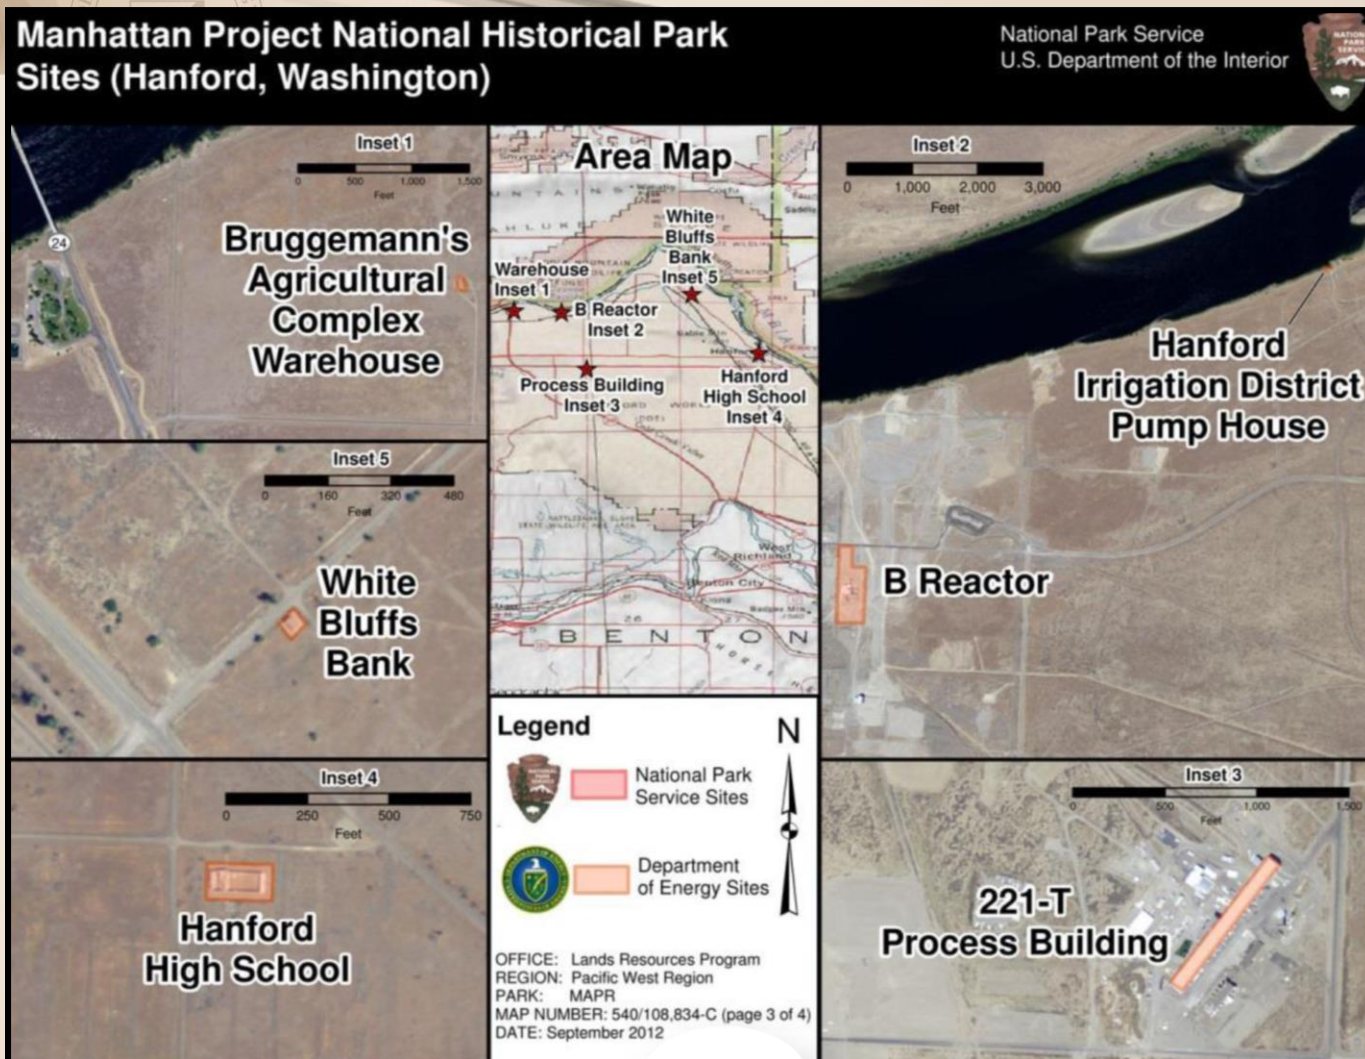 Manhattan Project National Historical Park
Sites (Hanford, Washington)
National Park Service
U.S. Department of the Interior
Inset 1
0 500 1,000 1,500
Feet
24
Bruggemann's
Agricultural
Complex
Warehouse
Area Map
White
Bluffs
Bank
Inset 5
Warehouse
Inset 1
B Reactor
Inset 2
Process Building
Inset 3
Hanford
High School
Inset 4
West
Richland
Benton City
BENTON
Inset 2
0 1,000 2,000 3,000
Feet
Hanford
Irrigation District
Pump House
B Reactor
Inset 5
0 160 320 480
Feet
White
Bluffs
Bank
Inset 4
0 250 500 750
Feet
Hanford
High School
Legend
N
National Park
Service Sites
Department
of Energy Sites
OFFICE: Lands Resources Program
REGION: Pacific West Region
PARK: MAPR
MAP NUMBER: 540/108,834-C (page 3 of 4)
DATE: September 2012
Inset 3
0 500 1,000 1,500
Feet
221-T
Process Building